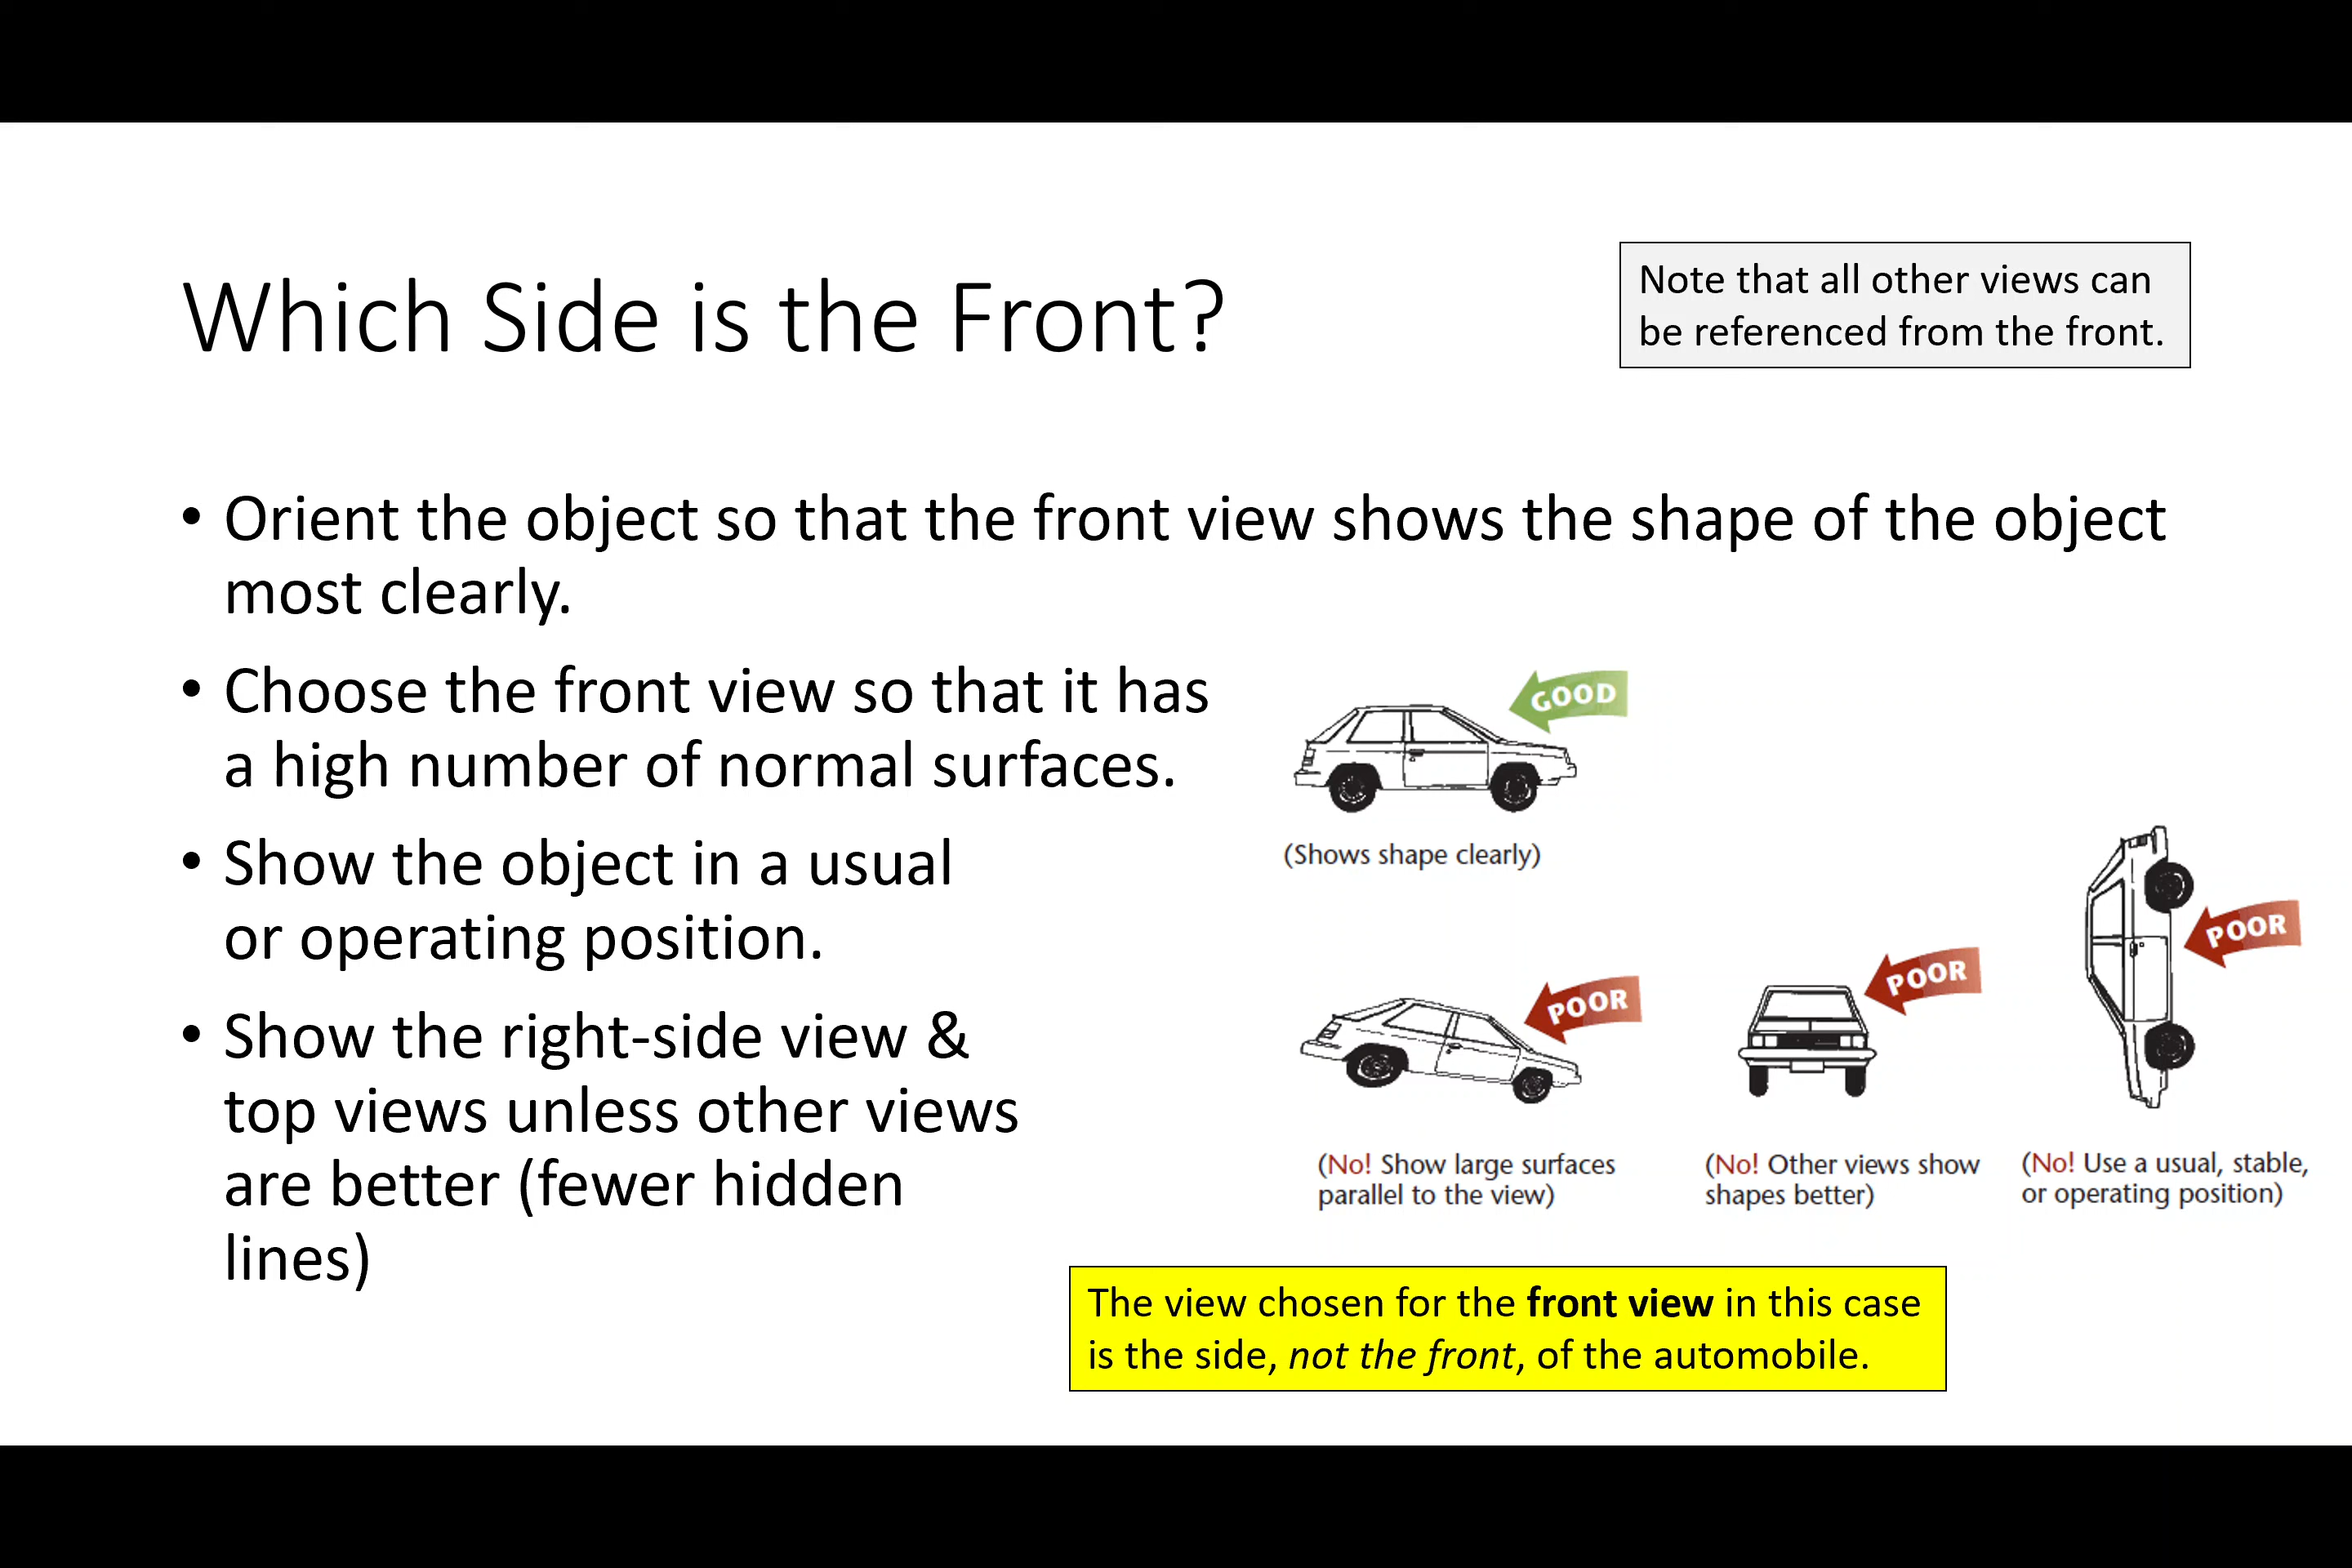 Which Side is the Front?
Note that all other views can
be referenced from the front.
• Orient the object so that the front view shows the shape of the object
most clearly.
• Choose the front view so that it has
a high number of normal surfaces.
• Show the object in a usual
or operating position.
• Show the right-side view &
top views unless other views
are better (fewer hidden
lines)
GOOD
(Shows shape clearly)
POOR
(No! Show large surfaces
parallel to the view)
POOR
(No! Other views show
shapes better)
POOR
(No! Use a usual, stable,
or operating position)
The view chosen for the front view in this case
is the side, not the front, of the automobile.